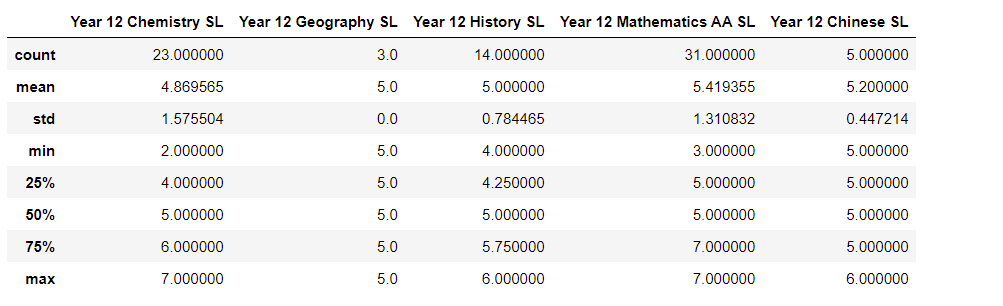 Year 12 Chemistry SL Year 12 Geography SL Year 12 History SL Year 12 Mathematics AA SL Year 12 Chinese SL
count 23.000000 3.0 14.000000 31.000000 5.000000
mean 4.869565 5.0 5.000000 5.419355 5.200000
std 1.575504 0.0 0.784465 1.310832 0.447214
min 2.000000 5.0 4.000000 3.000000 5.000000
25% 4.000000 5.0 4.250000 5.000000 5.000000
50% 5.000000 5.0 5.000000 5.000000 5.000000
75% 6.000000 5.0 5.750000 7.000000 5.000000
max 7.000000 5.0 6.000000 7.000000 6.000000